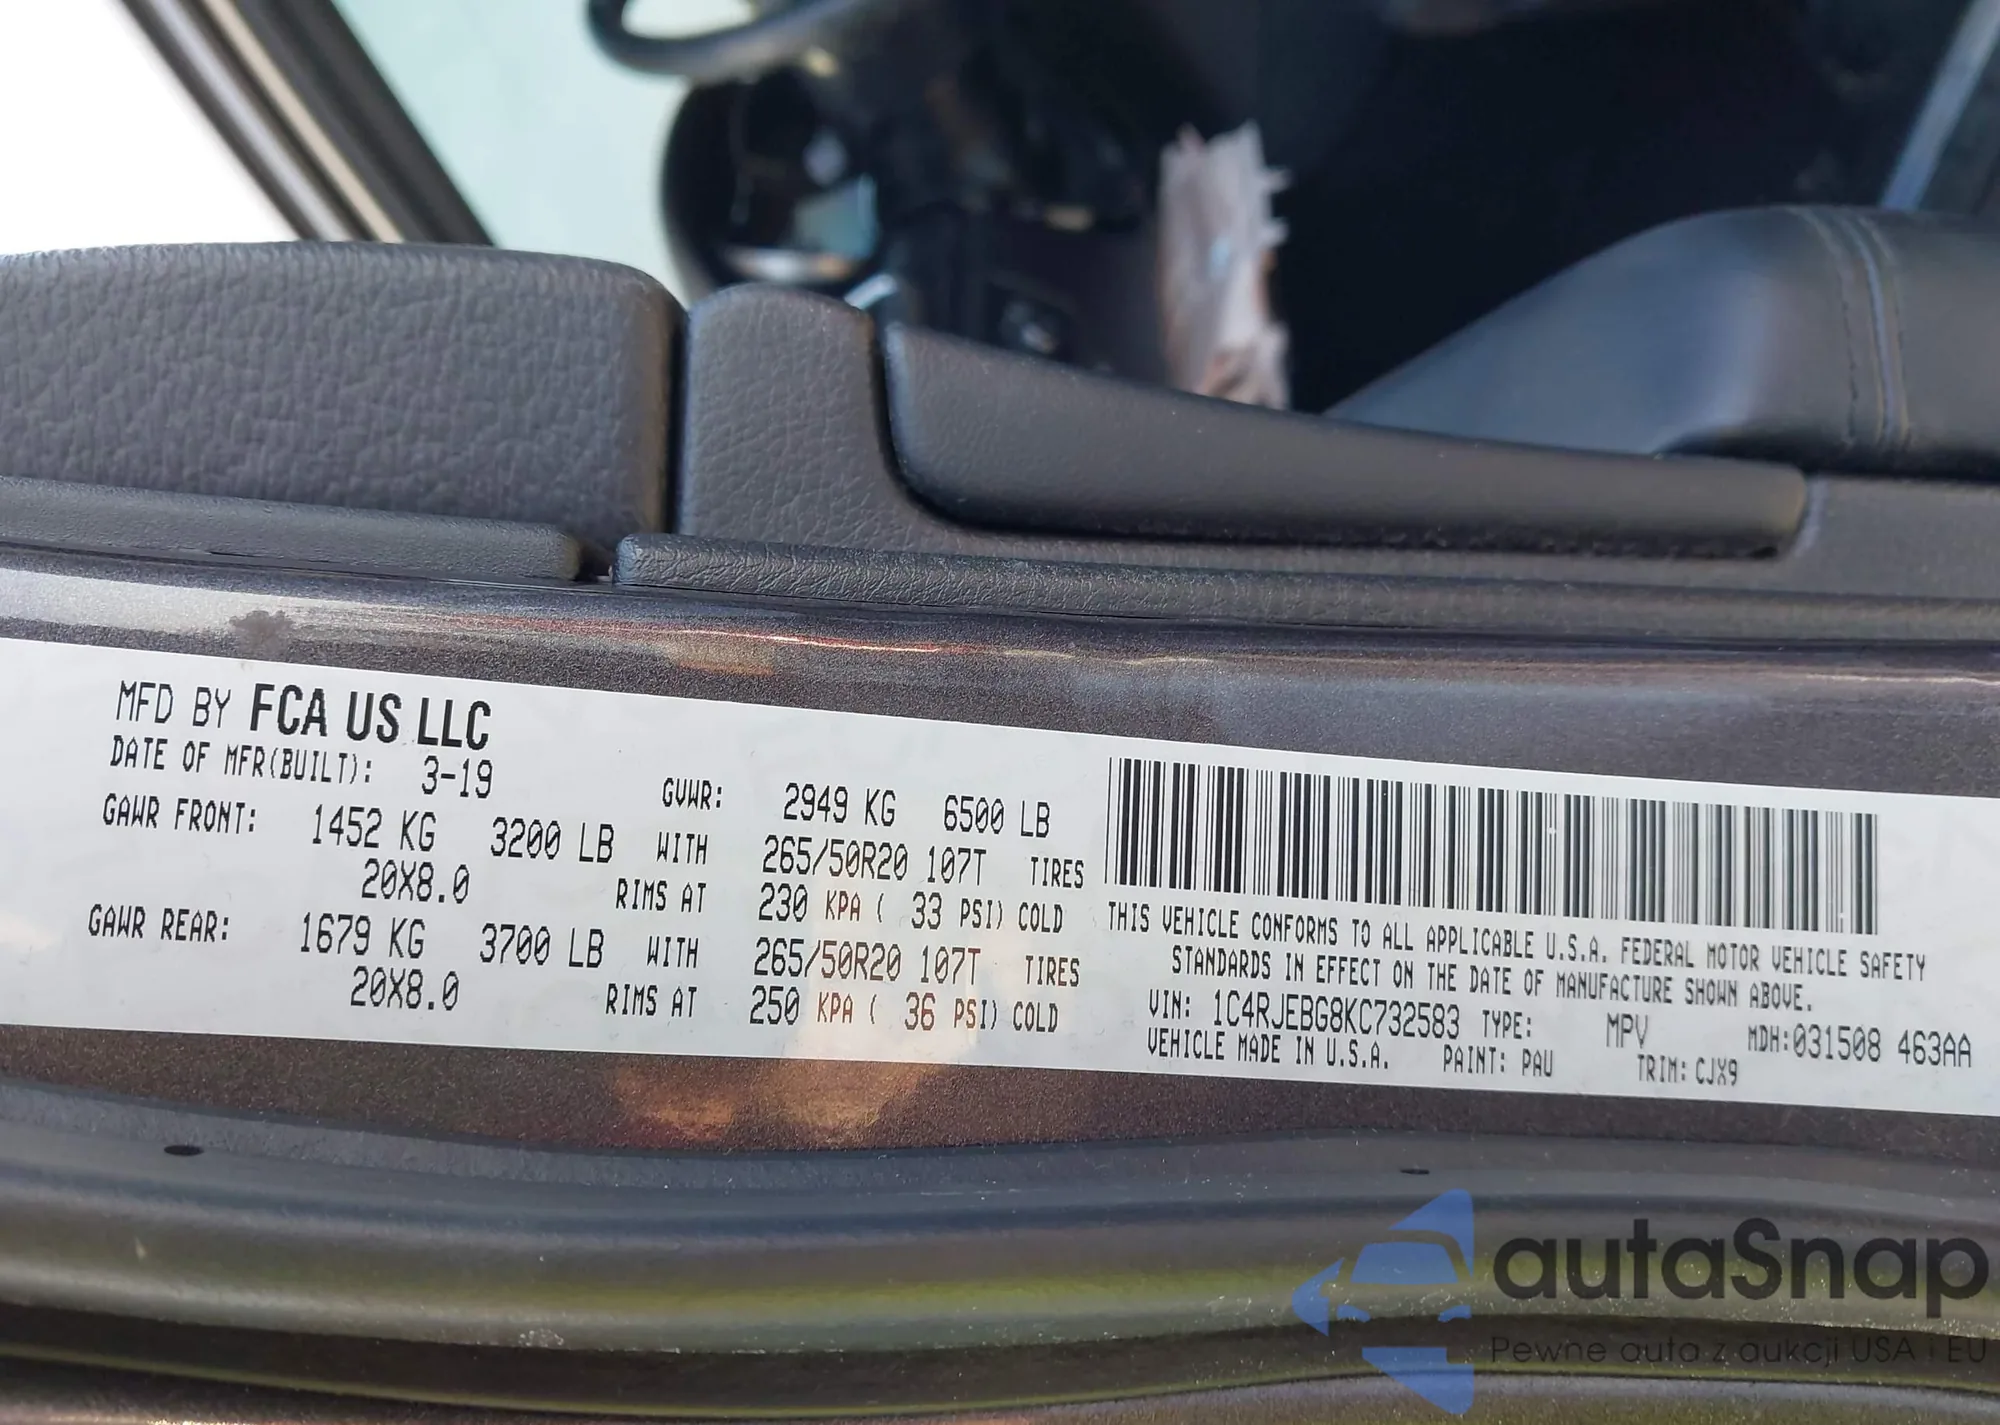 MFD BY FCA US LLC
DATE OF MFR(BUILT): 3-19
GVWR: 2949 KG 6500 LB
GAWR FRONT: 1452 KG 3200 LB WITH 265/50R20 107T TIRES
20X8.0 RIMS AT 230 KPA ( 33 PSI) COLD
GAWR REAR: 1679 KG 3700 LB WITH 265/50R20 107T TIRES
20X8.0 RIMS AT 250 KPA ( 36 PSI) COLD
THIS VEHICLE CONFORMS TO ALL APPLICABLE U.S.A. FEDERAL MOTOR VEHICLE SAFETY
STANDARDS IN EFFECT ON THE DATE OF MANUFACTURE SHOWN ABOVE.
VIN: 1C4RJEBG8KC732583 TYPE: MPV MDH:031508 463AA
VEHICLE MADE IN U.S.A. PAINT: PAU TRIM: CJX9
autaSnap
Pewne auta z aukcji USA i EU